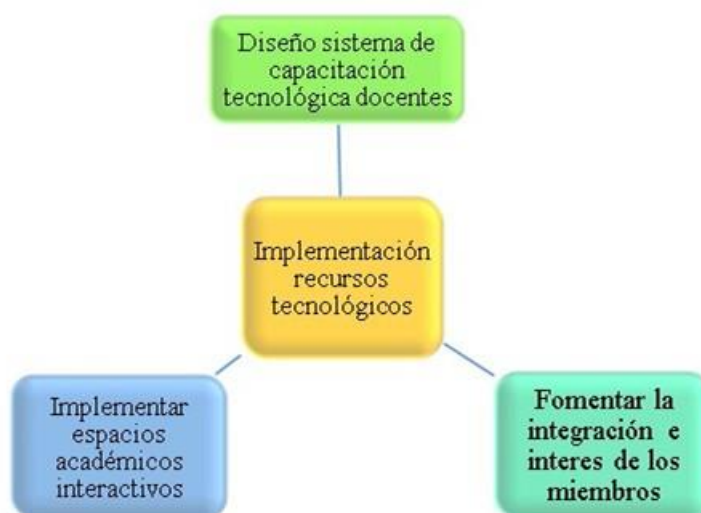 Diseño sistema de
capacitación
tecnológica docentes
Implementación
recursos
tecnológicos
Implementar
espacios
académicos
interactivos
Fomentar la
integración e
interes de los
miembros